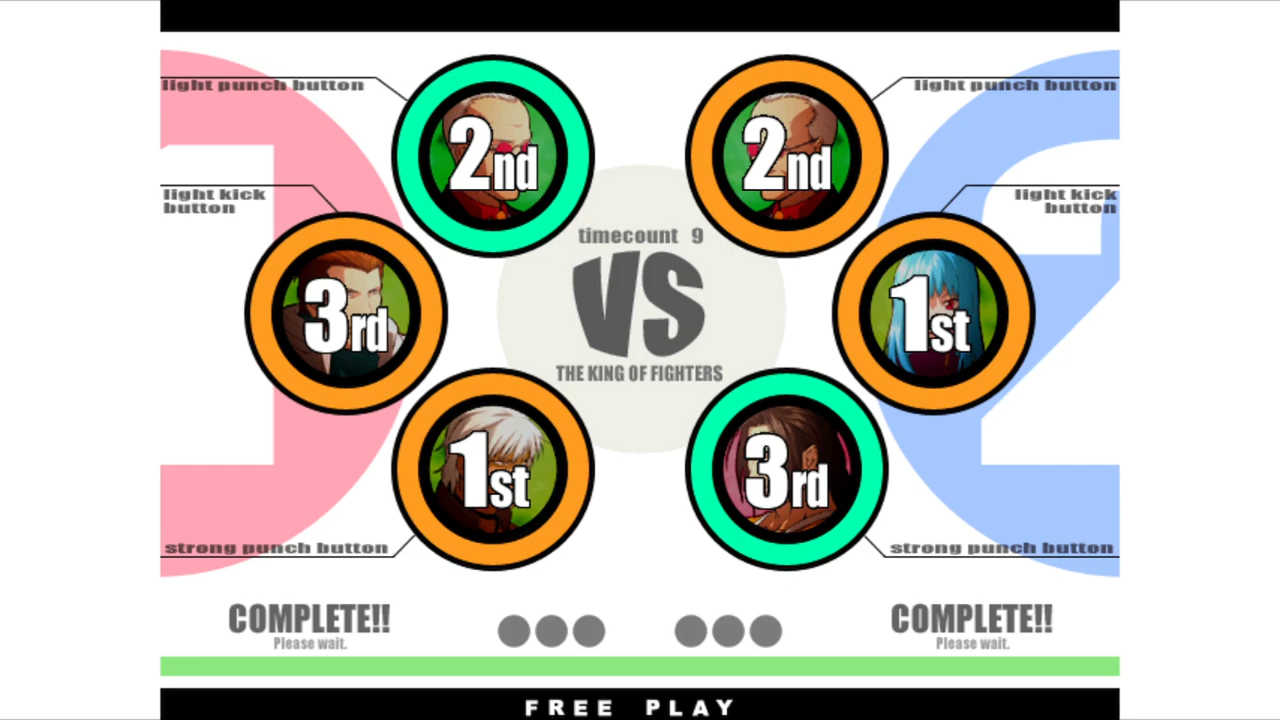 light punch button
light punch button
2nd
2nd
light kick
button
light kick
button
timecount 9
VS
THE KING OF FIGHTERS
3rd
1st
1st
3rd
strong punch button
strong punch button
COMPLETE!!
Please wait.
COMPLETE!!
Please wait.
FREE PLAY